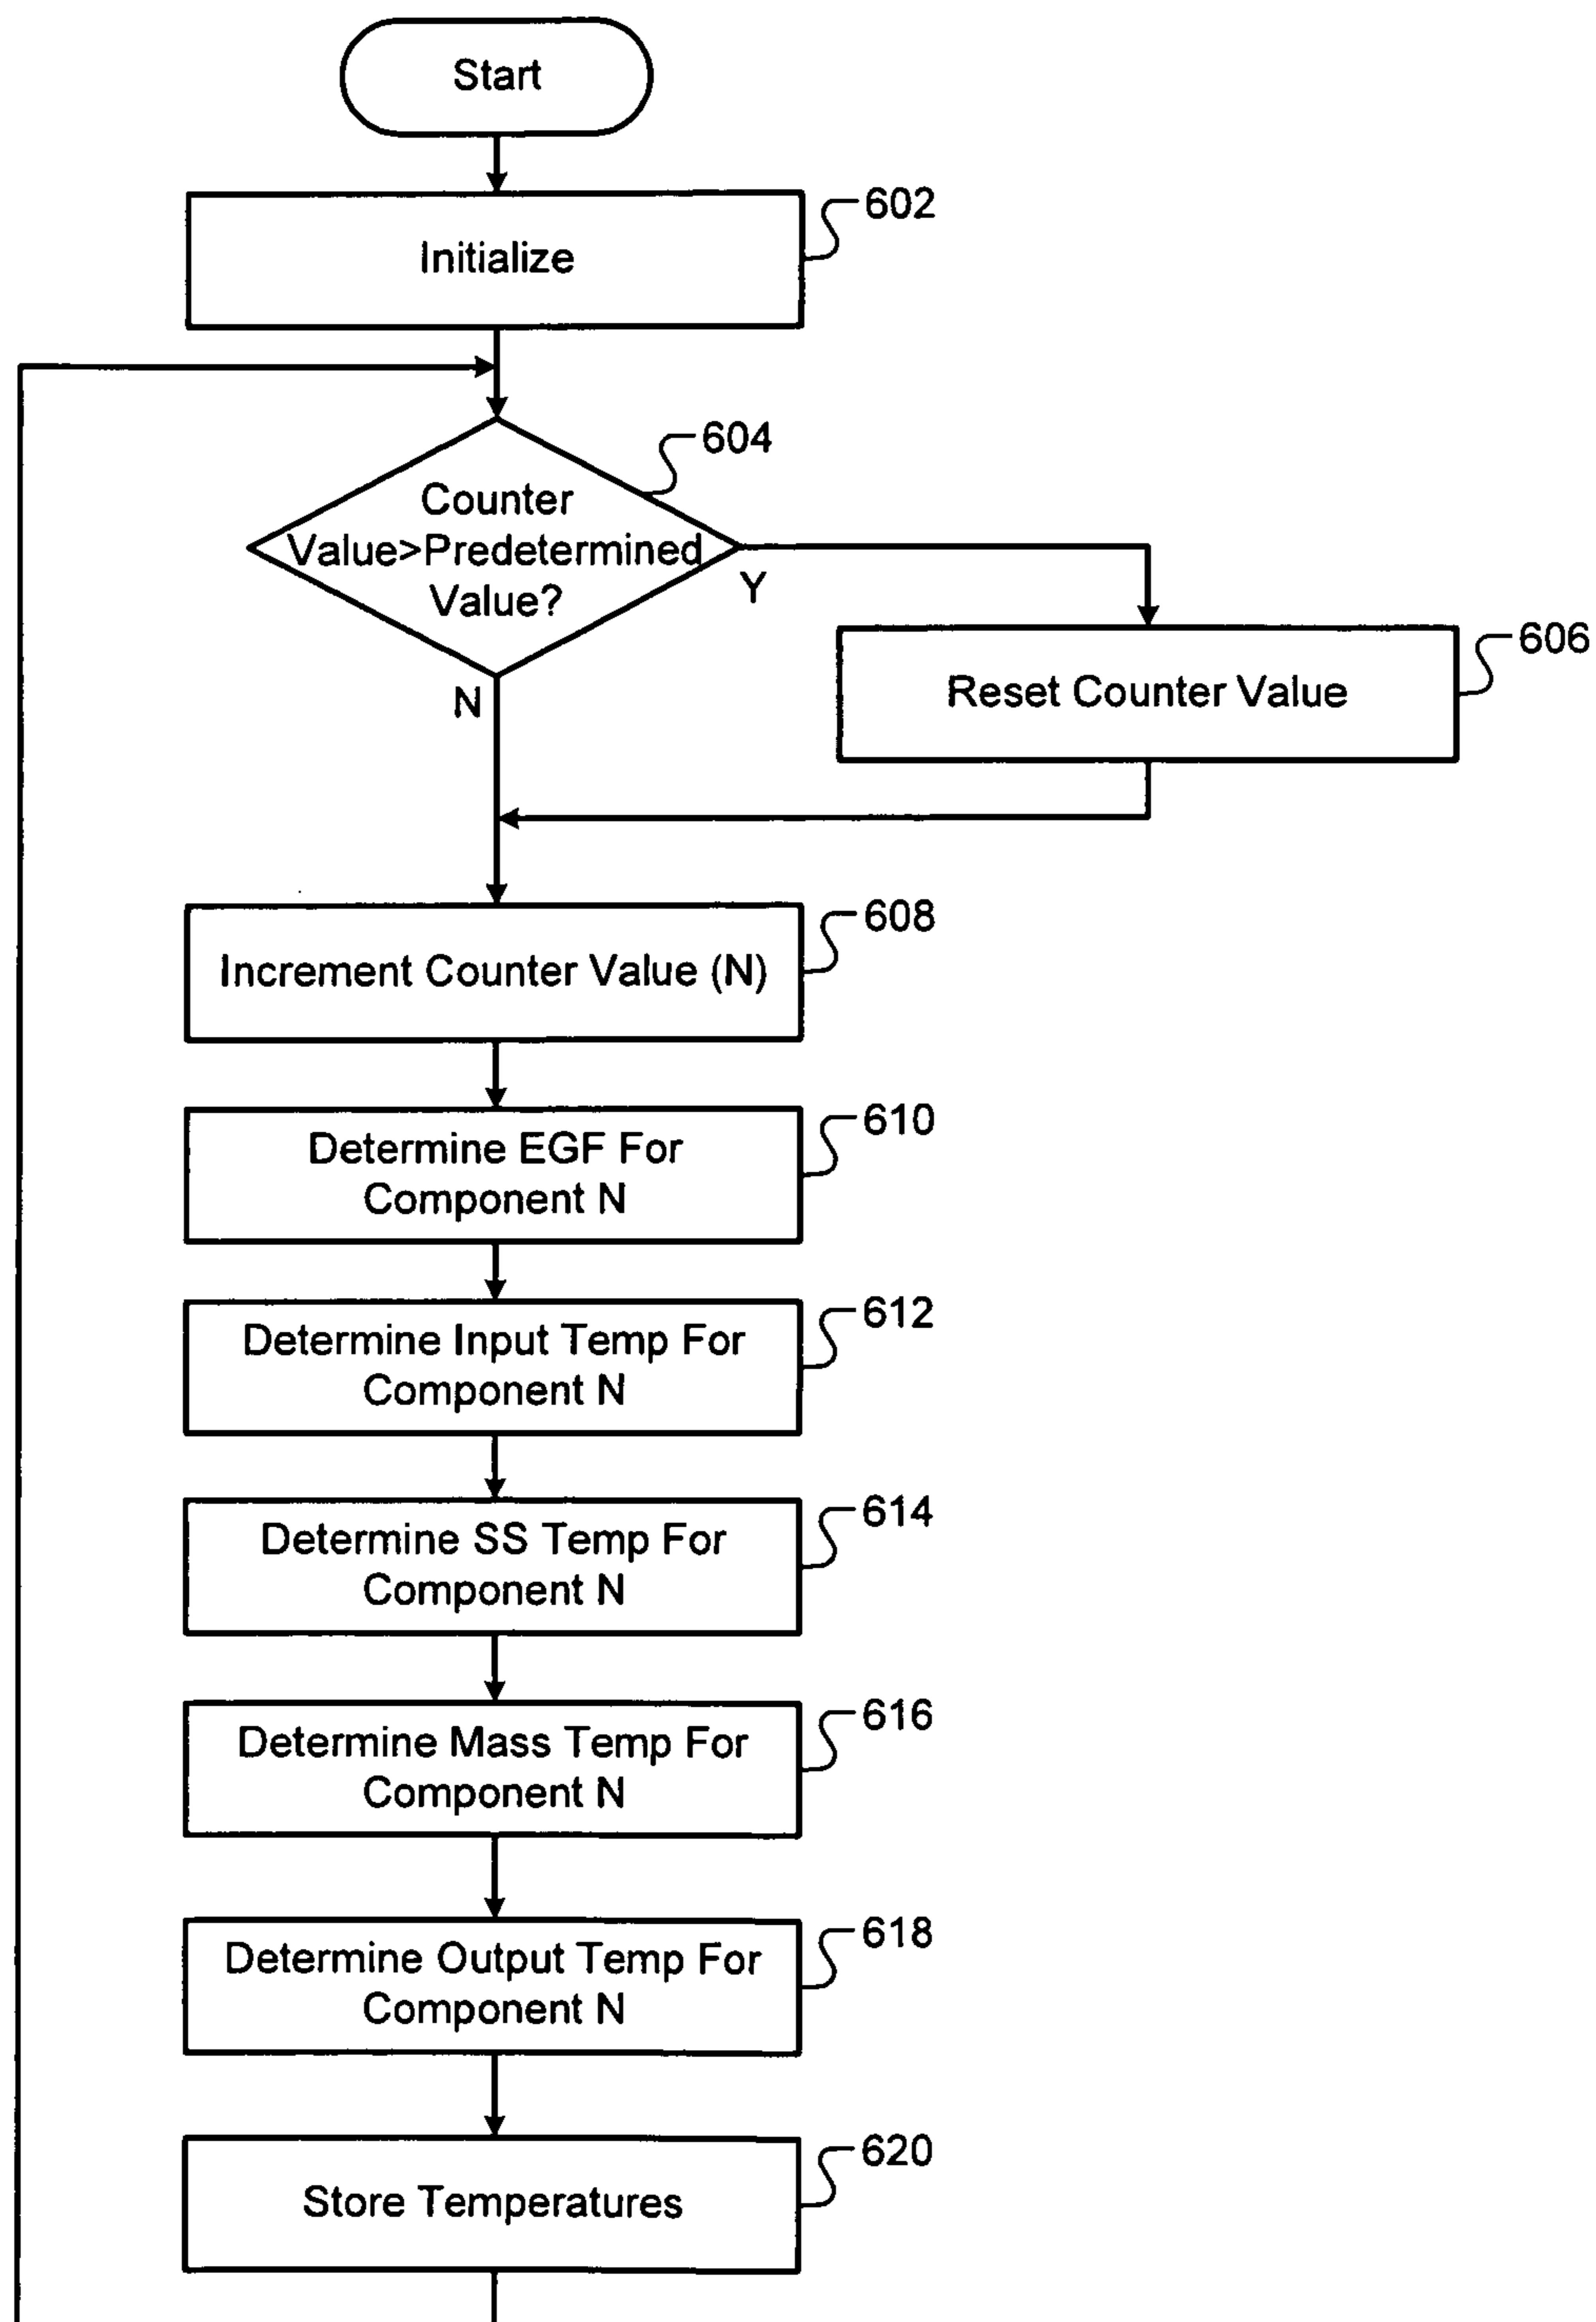 Start
Initialize
602
604
Counter
Value>Predetermined
Value?
Y
N
Reset Counter Value
606
Increment Counter Value (N)
608
Determine EGF For
Component N
610
Determine Input Temp For
Component N
612
Determine SS Temp For
Component N
614
Determine Mass Temp For
Component N
616
Determine Output Temp For
Component N
618
Store Temperatures
620